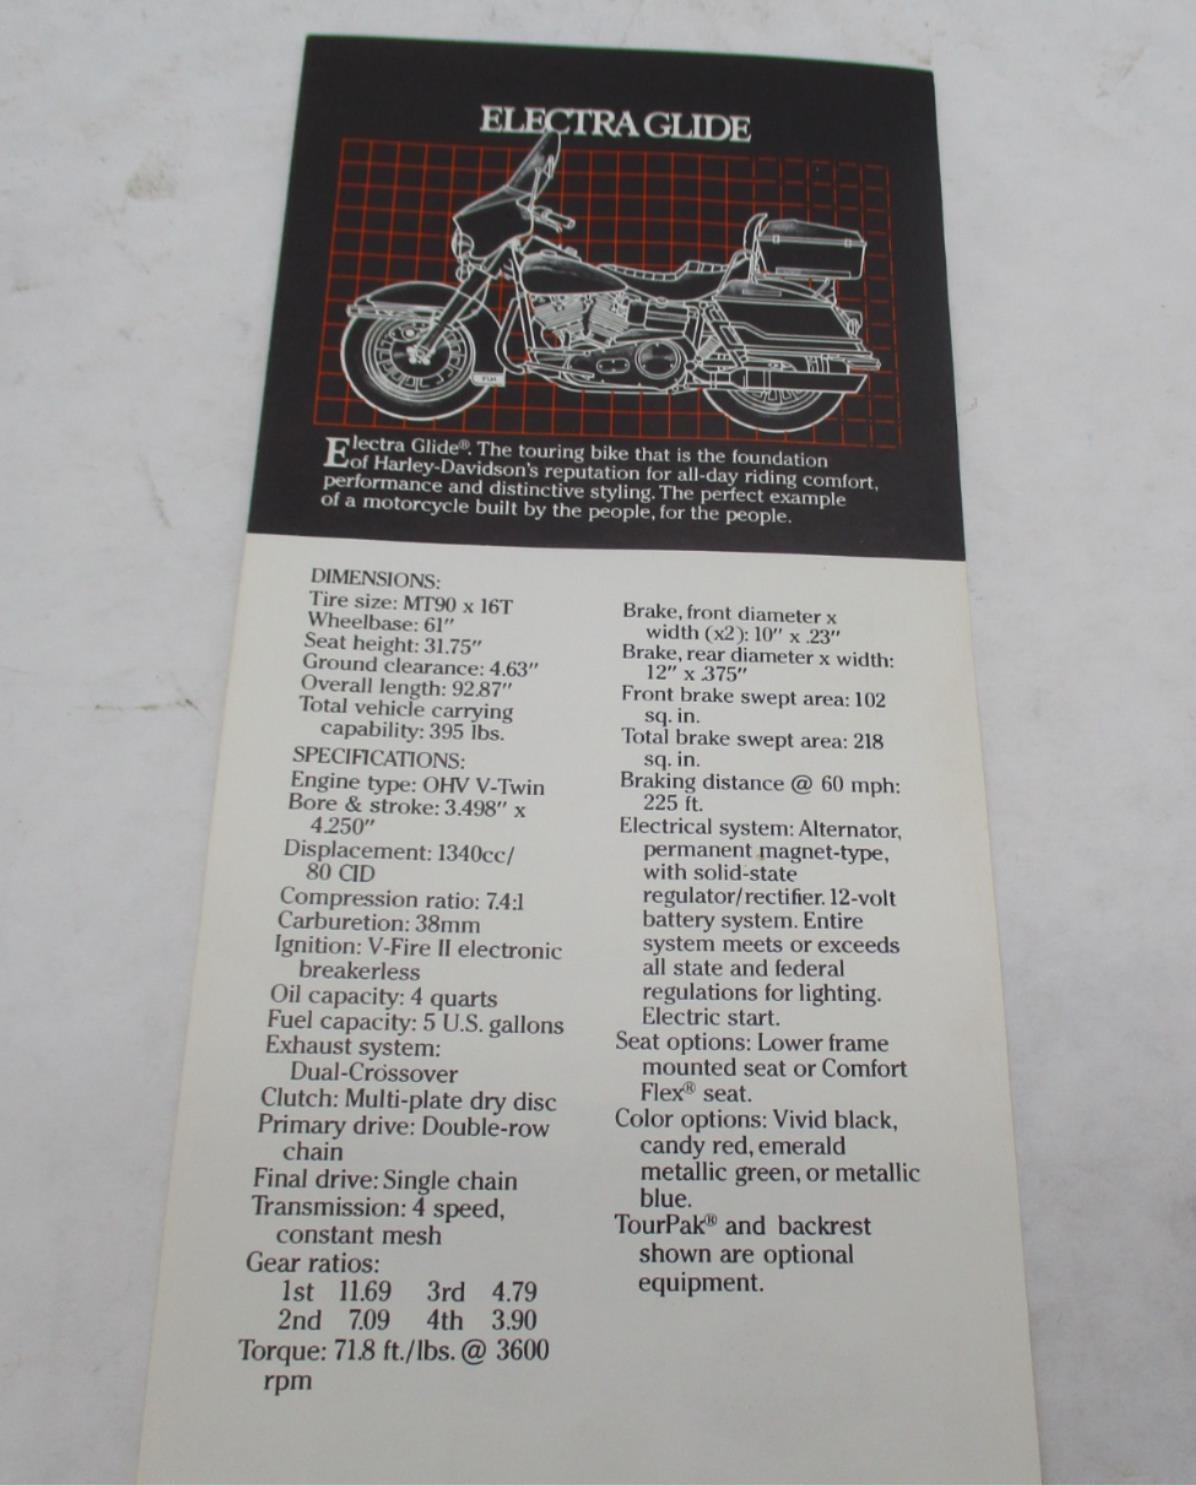 ELECTRA GLIDE
FLH
Electra Glide®. The touring bike that is the foundation
of Harley-Davidson's reputation for all-day riding comfort,
performance and distinctive styling. The perfect example
of a motorcycle built by the people, for the people.
DIMENSIONS:
Tire size: MT90 x 16T
Wheelbase: 61"
Seat height: 31.75"
Ground clearance: 4.63"
Overall length: 92.87"
Total vehicle carrying
capability: 395 lbs.
SPECIFICATIONS:
Engine type: OHV V-Twin
Bore & stroke: 3.498" x
4.250"
Displacement: 1340cc/
80 CID
Compression ratio: 7.4:1
Carburetion: 38mm
Ignition: V-Fire II electronic
breakerless
Oil capacity: 4 quarts
Fuel capacity: 5 U.S. gallons
Exhaust system:
Dual-Crossover
Clutch: Multi-plate dry disc
Primary drive: Double-row
chain
Final drive: Single chain
Transmission: 4 speed,
constant mesh
Gear ratios:
1st 11.69 3rd 4.79
2nd 7.09 4th 3.90
Torque: 71.8 ft./lbs. @ 3600
rpm
Brake, front diameter x
width (x2): 10" x .23"
Brake, rear diameter x width:
12" x .375"
Front brake swept area: 102
sq. in.
Total brake swept area: 218
sq. in.
Braking distance @ 60 mph:
225 ft.
Electrical system: Alternator,
permanent magnet-type,
with solid-state
regulator/rectifier. 12-volt
battery system. Entire
system meets or exceeds
all state and federal
regulations for lighting.
Electric start.
Seat options: Lower frame
mounted seat or Comfort
Flex® seat.
Color options: Vivid black,
candy red, emerald
metallic green, or metallic
blue.
TourPak® and backrest
shown are optional
equipment.